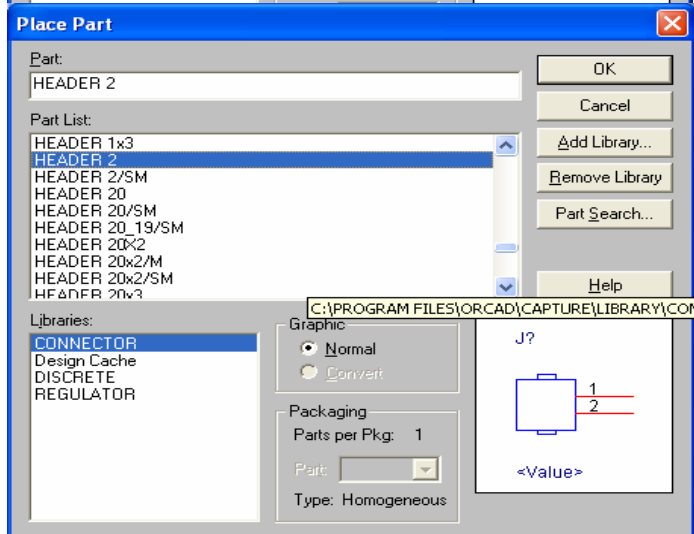 Place Part
Part:
HEADER 2
Part List:
HEADER 1x3
HEADER 2
HEADER 2/SM
HEADER 20
HEADER 20/SM
HEADER 20_19/SM
HEADER 20X2
HEADER 20x2/M
HEADER 20x2/SM
HEADER 20x3
OK
Cancel
Add Library...
Remove Library
Part Search...
Help
C:\PROGRAM FILES\ORCAD\CAPTURE\LIBRARY\CON
Libraries:
CONNECTOR
Design Cache
DISCRETE
REGULATOR
Graphic
Normal
Convert
Packaging
Parts per Pkg: 1
Part:
Type: Homogeneous
J?
1
2
<Value>